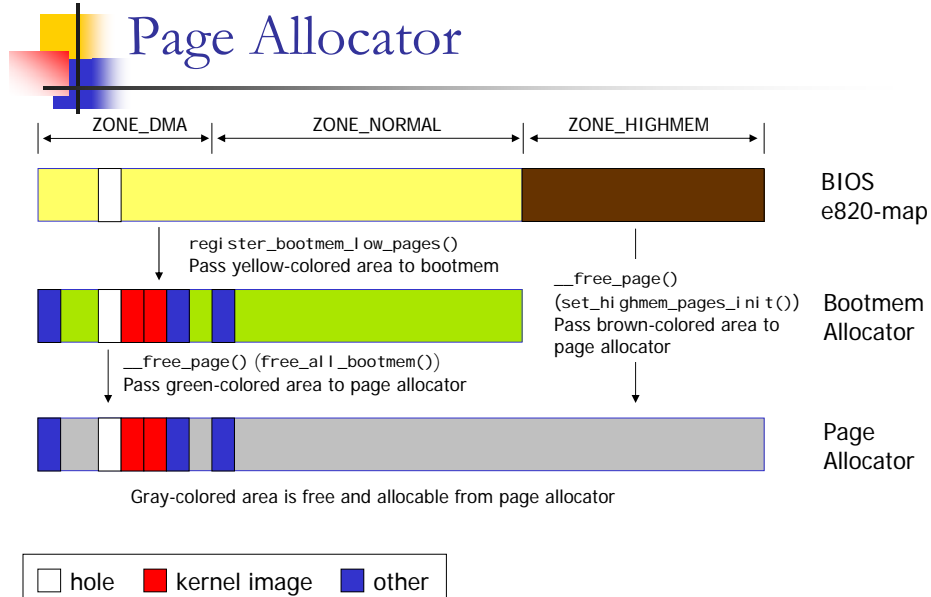 Page Allocator
ZONE_DMA
ZONE_NORMAL
ZONE_HIGHMEM
BIOS
e820-map
register_bootmem_low_pages()
Pass yellow-colored area to bootmem
__free_page()
(set_highmem_pages_init())
Pass brown-colored area to
page allocator
Bootmem
Allocator
__free_page() (free_all_bootmem())
Pass green-colored area to page allocator
Page
Allocator
Gray-colored area is free and allocable from page allocator
hole
kernel image
other